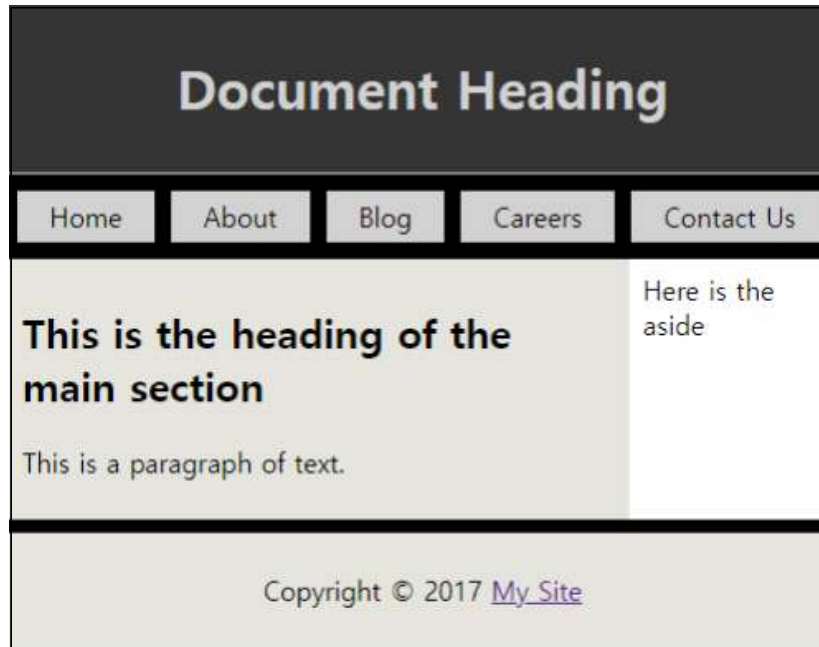 Document Heading
Home About Blog Careers Contact Us
This is the heading of the
main section
This is a paragraph of text.
Here is the
aside
Copyright © 2017 My Site